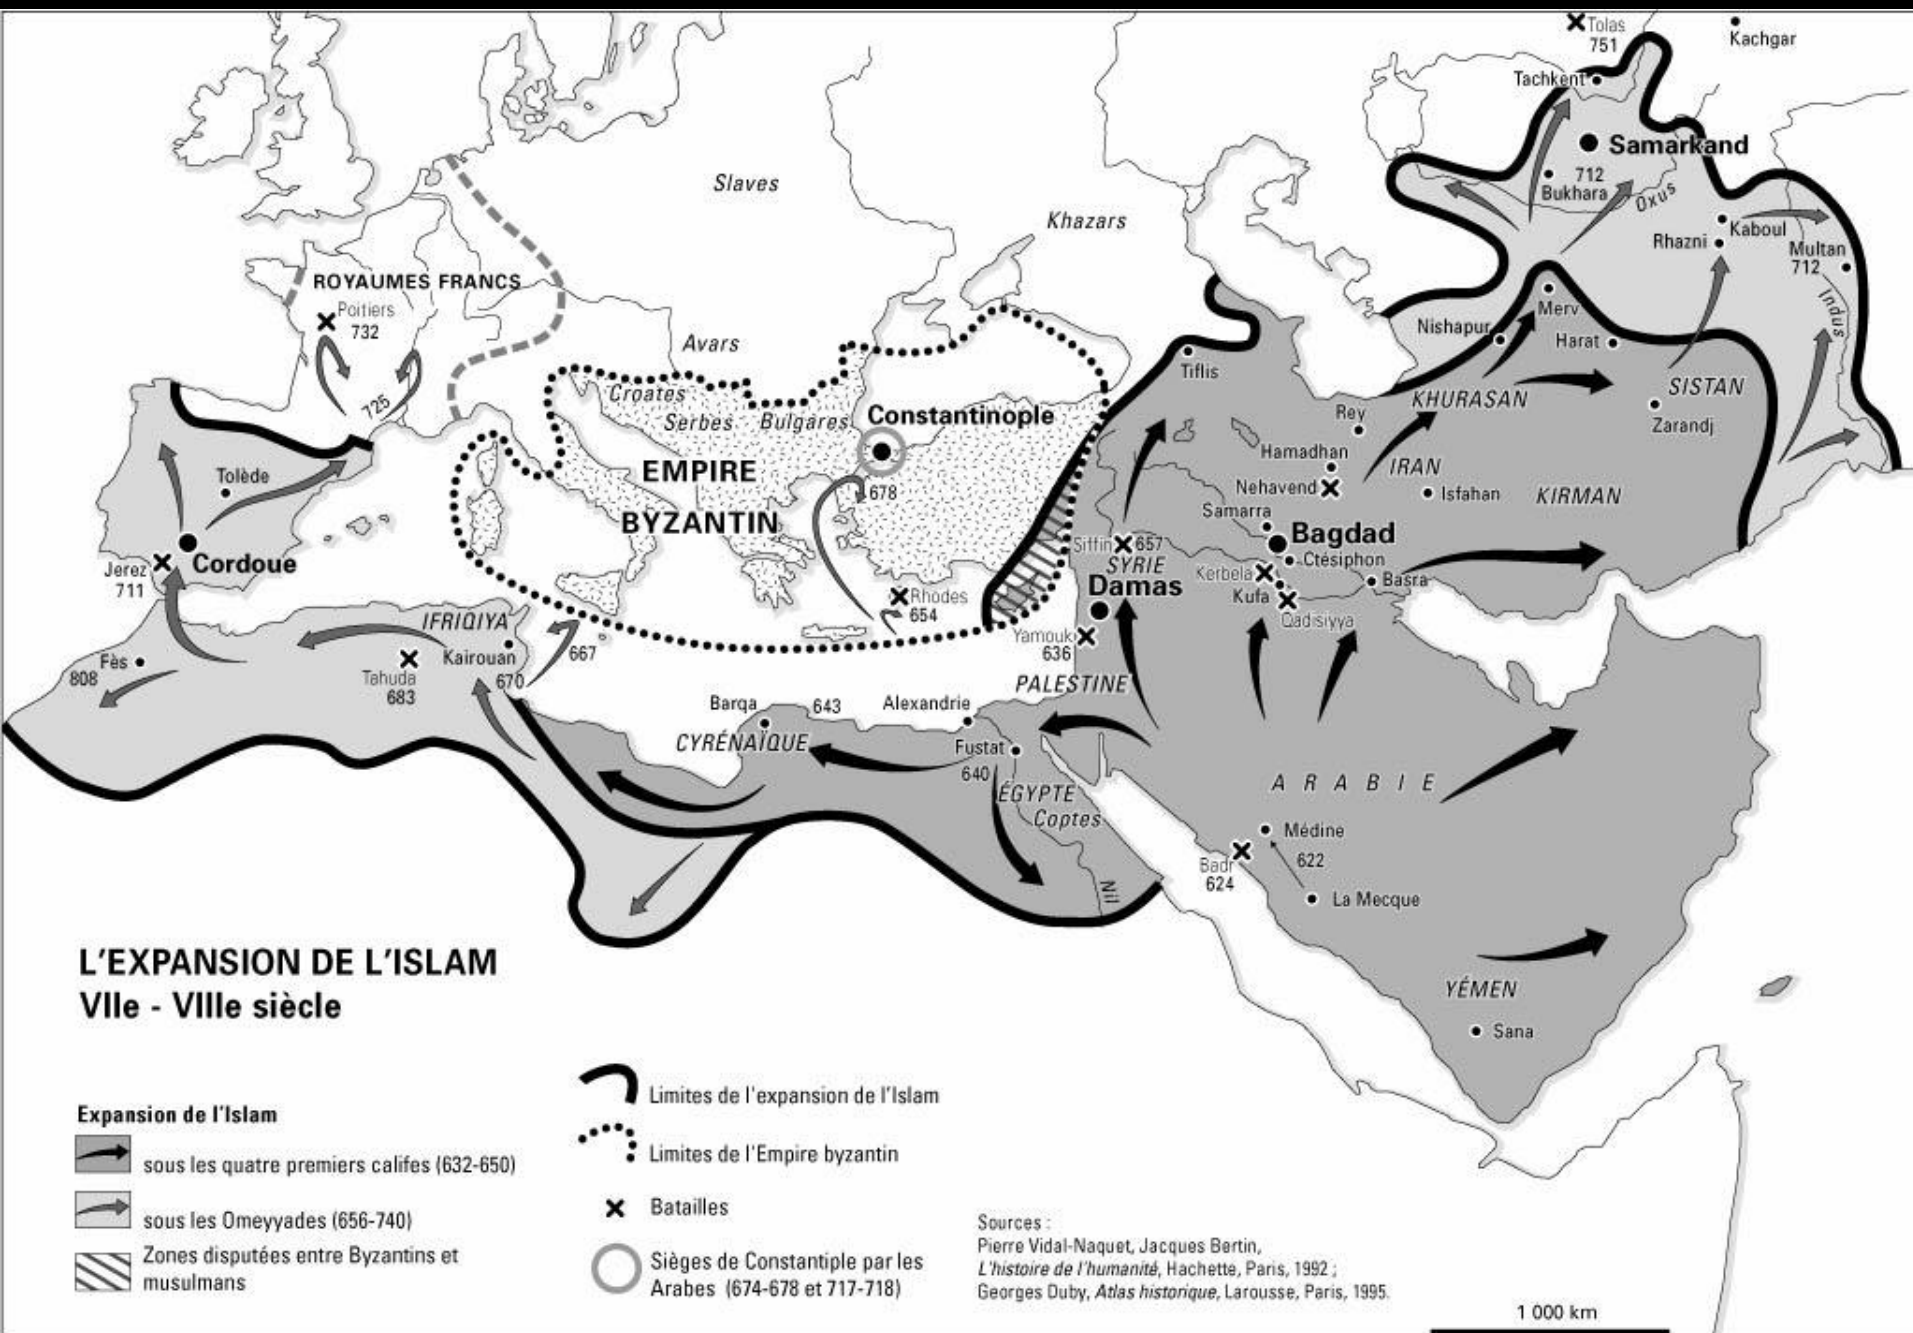 Tolas
751
Kachgar
Tachkent
Samarkand
712
Bukhara
Oxus
Slaves
Khazars
Kaboul
Rhazni
Multan
712
Indus
ROYAUMES FRANCS
Poitiers
732
Merv
Nishapur
Harat
Avars
Tiflis
725
Croates
Serbes
Bulgares
Constantinople
KHURASAN
SISTAN
Rey
Zarandj
Hamadhan
EMPIRE
BYZANTIN
IRAN
Tolède
678
Nehavend
Isfahan
KIRMAN
Samarra
Bagdad
Siffin
657
SYRIE
Ctésiphon
Cordoue
Jerez
711
Kerbela
Basra
Damas
Kufa
Rhodes
654
Qadisiyya
IFRIQIYA
Yamouk
636
Fès
808
Kairouan
670
667
Tahuda
683
PALESTINE
Barqa
643
Alexandrie
CYRÉNAÏQUE
Fustat
640
ÉGYPTE
Coptes
ARABIE
Médine
622
Badr
624
Nil
La Mecque
YÉMEN
Sana
L'EXPANSION DE L'ISLAM
VIIe - VIIIe siècle
Expansion de l'Islam
sous les quatre premiers califes (632-650)
sous les Omeyyades (656-740)
Zones disputées entre Byzantins et
musulmans
Limites de l'expansion de l'Islam
Limites de l'Empire byzantin
Batailles
Sièges de Constantiple par les
Arabes (674-678 et 717-718)
Sources :
Pierre Vidal-Naquet, Jacques Bertin,
L'histoire de l'humanité, Hachette, Paris, 1992 ;
Georges Duby, Atlas historique, Larousse, Paris, 1995.
1 000 km